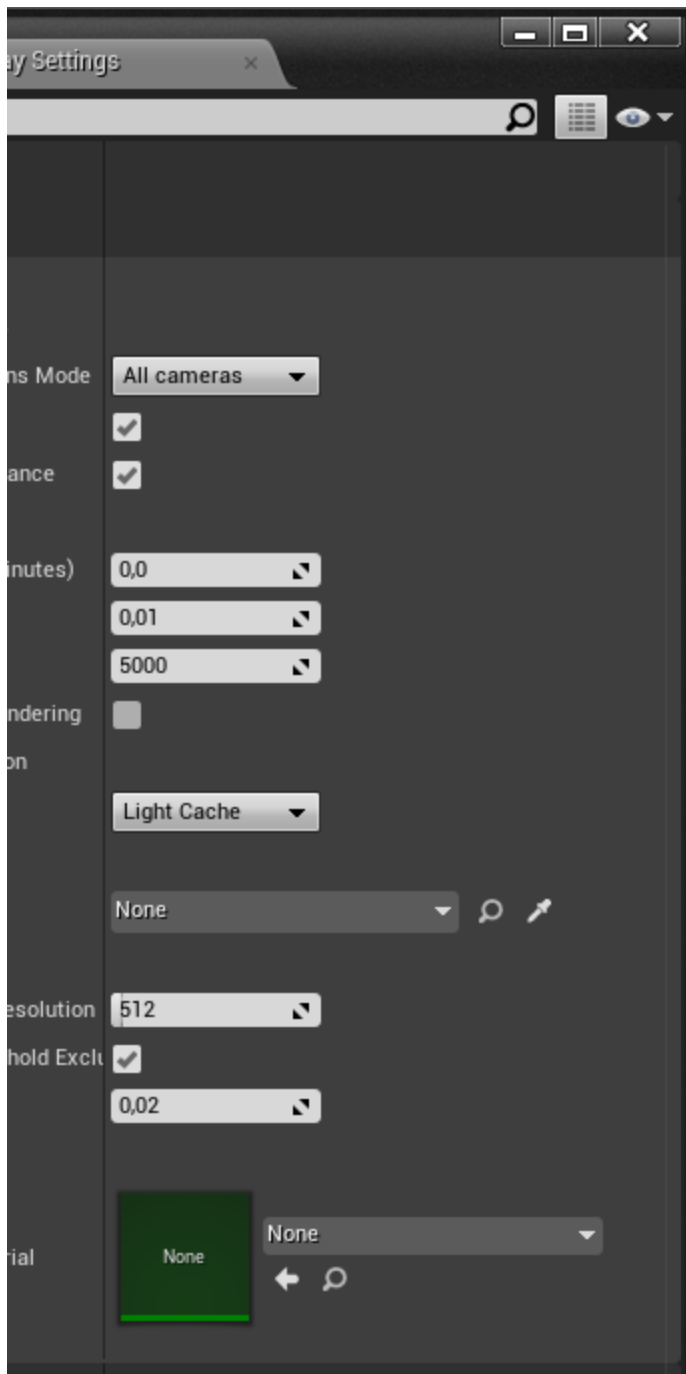 ay Settings
ns Mode All cameras
ance
inutes) 0,0
0,01
5000
ndering
on
Light Cache
None
esolution 512
hold Exclu
0,02
None
rial None